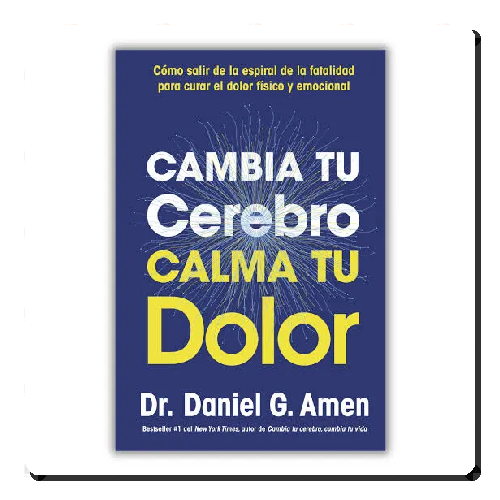 Cómo salir de la espiral de la fatalidad
para curar el dolor físico y emocional
CAMBIA TU
Cerebro
CALMA TU
Dolor
Dr. Daniel G. Amen
Bestseller #1 del New York Times, autor de Cambia tu cerebro, cambia tu vida